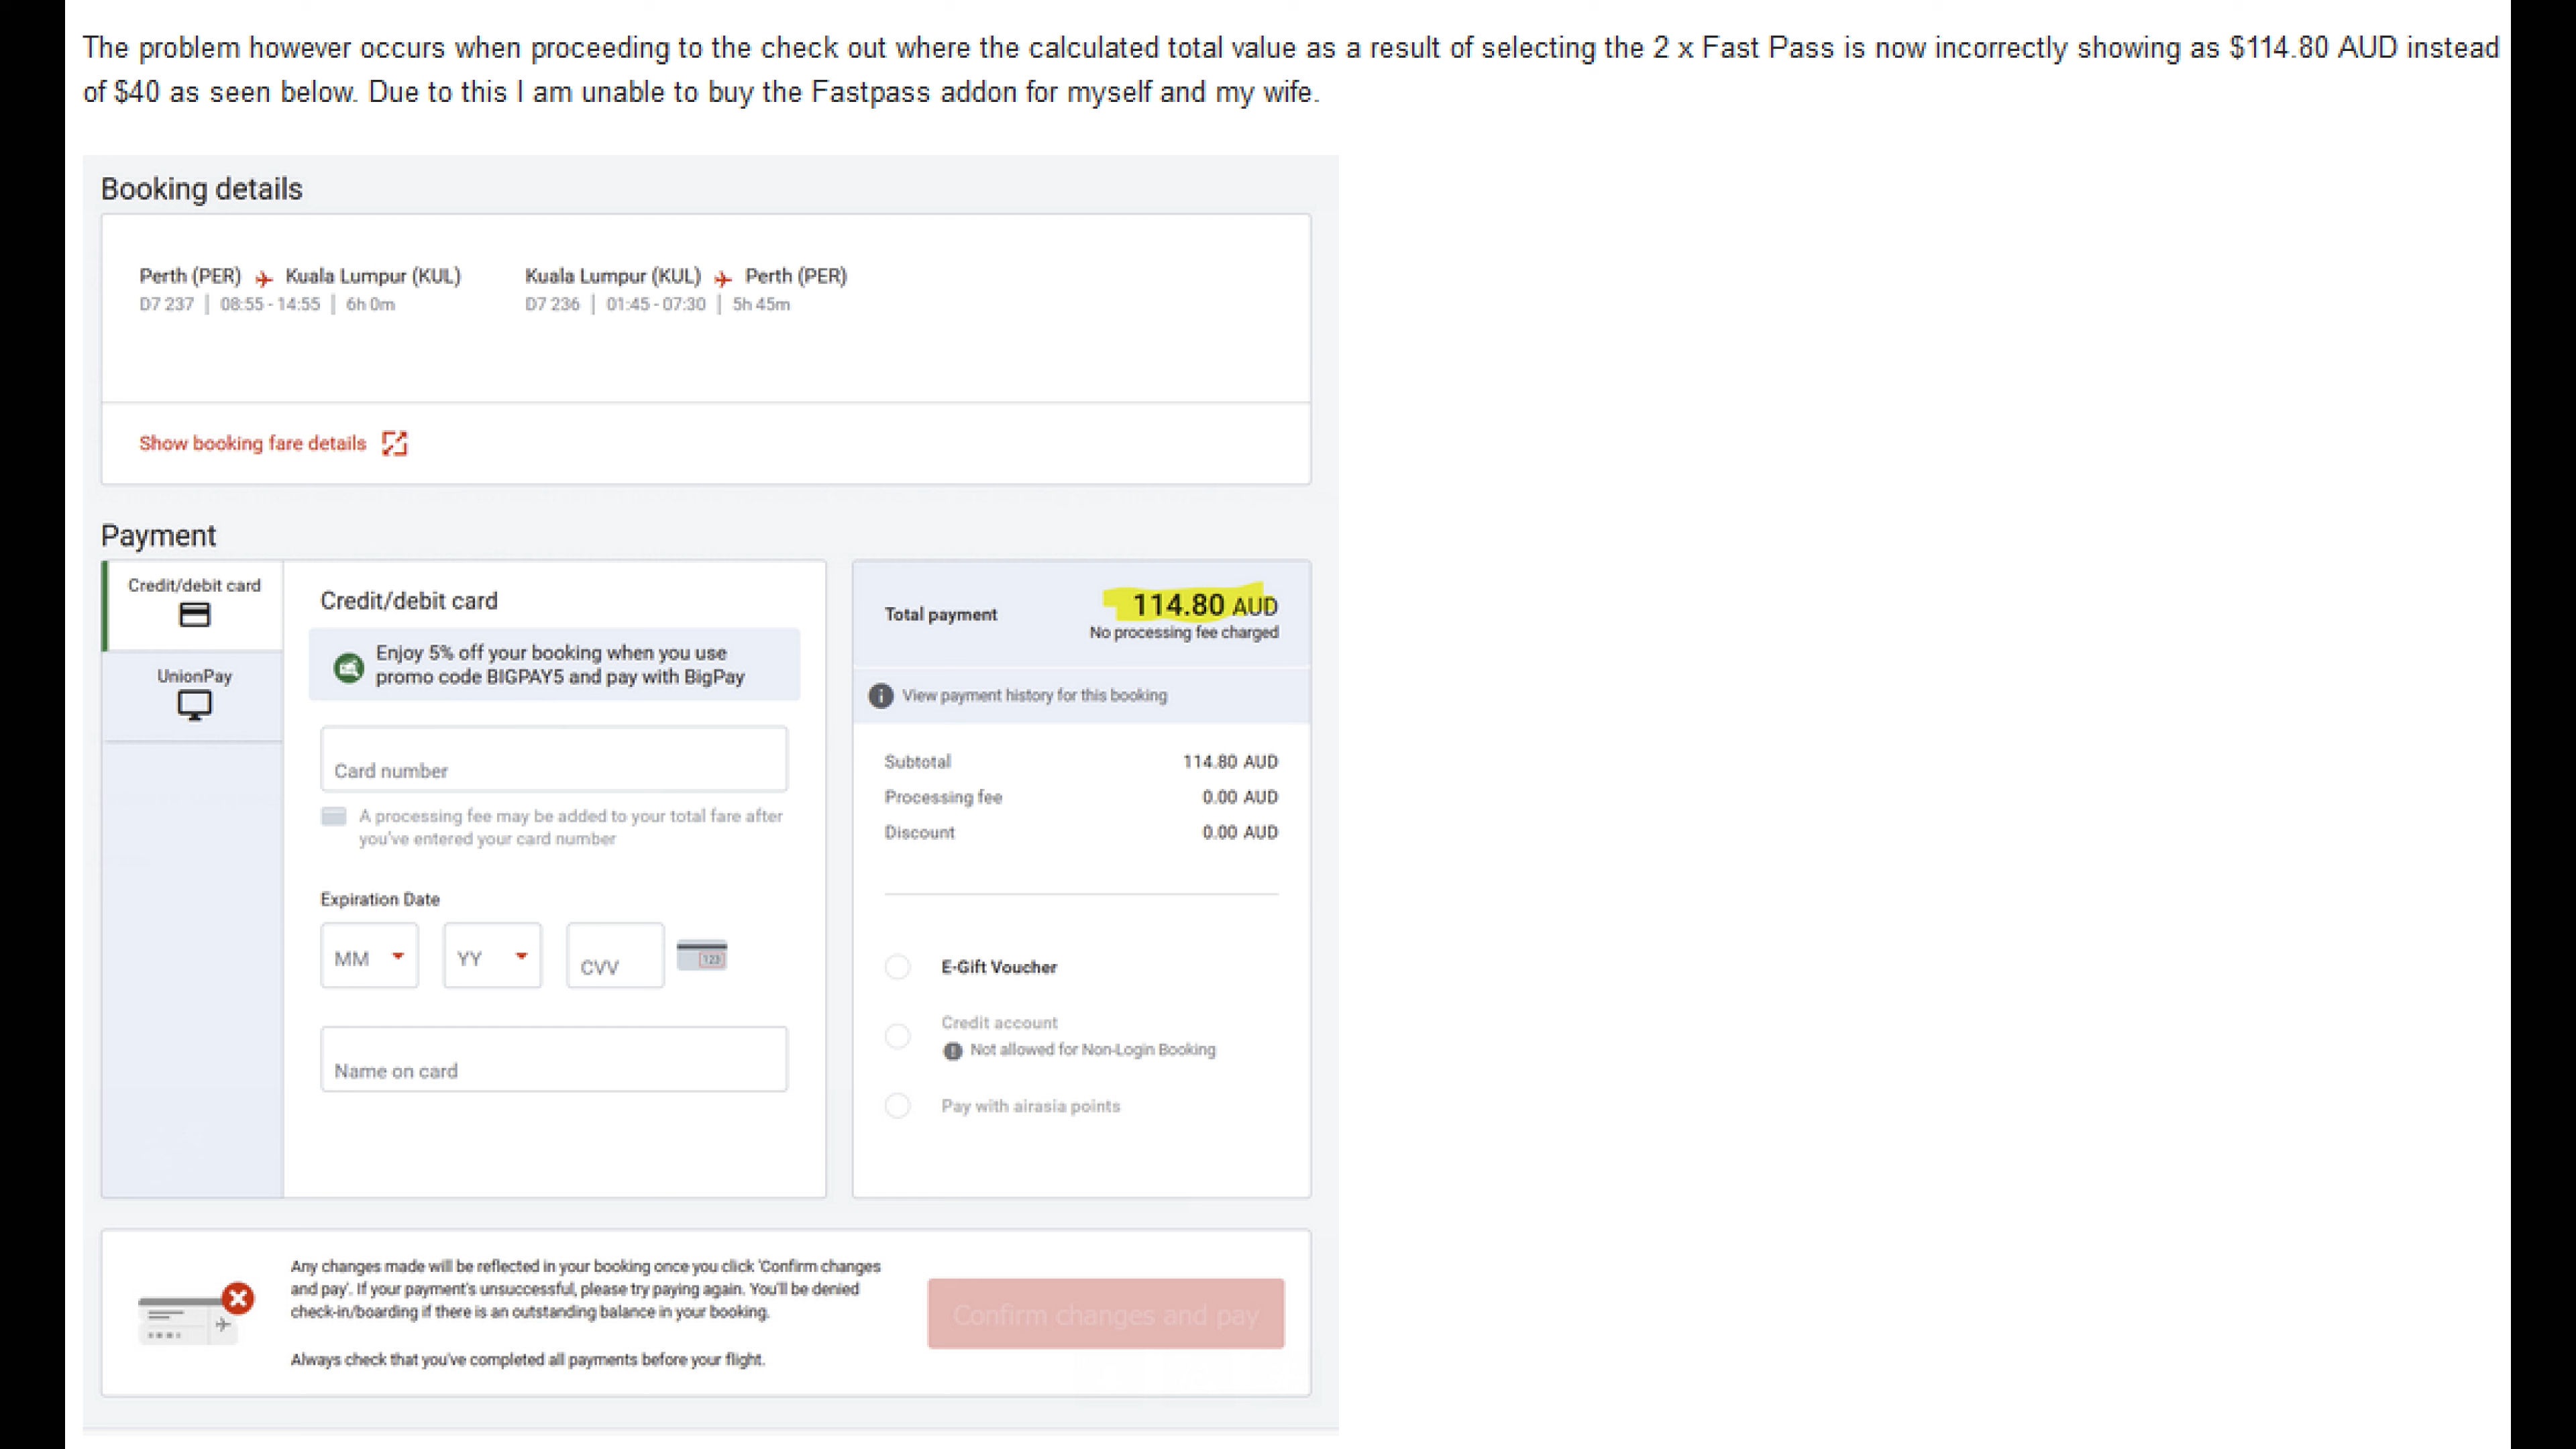 The problem however occurs when proceeding to the check out where the calculated total value as a result of selecting the 2 x Fast Pass is now incorrectly showing as $114.80 AUD instead
of $40 as seen below. Due to this I am unable to buy the Fastpass addon for myself and my wife.
Booking details
Perth (PER) Kuala Lumpur (KUL) Kuala Lumpur (KUL) Perth (PER)
D7 237 | 08:55 - 14:55 | 6h 0m D7 236 | 01:45 - 07:30 | 5h 45m
Show booking fare details
Payment
Credit/debit card
UnionPay
Credit/debit card
Enjoy 5% off your booking when you use
promo code BIGPAY5 and pay with BigPay
Card number
A processing fee may be added to your total fare after
you've entered your card number
Expiration Date
MM YY CVV 123
Name on card
Total payment 114.80 AUD
No processing fee charged
View payment history for this booking
Subtotal 114.80 AUD
Processing fee 0.00 AUD
Discount 0.00 AUD
E-Gift Voucher
Credit account
Not allowed for Non-Login Booking
Pay with airasia points
Any changes made will be reflected in your booking once you click 'Confirm changes
and pay'. If your payment's unsuccessful, please try paying again. You'll be denied
check-in/boarding if there is an outstanding balance in your booking.
Always check that you've completed all payments before your flight.
Confirm changes and pay